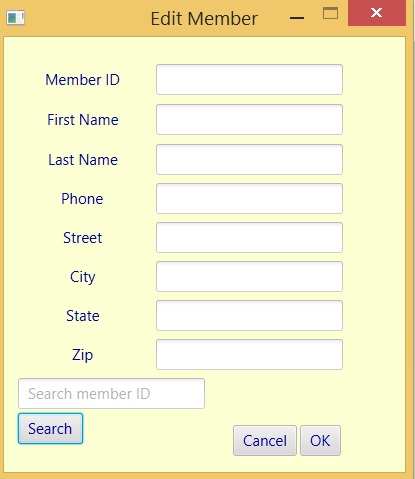 Edit Member
Member ID
First Name
Last Name
Phone
Street
City
State
Zip
Search member ID
Search
Cancel OK